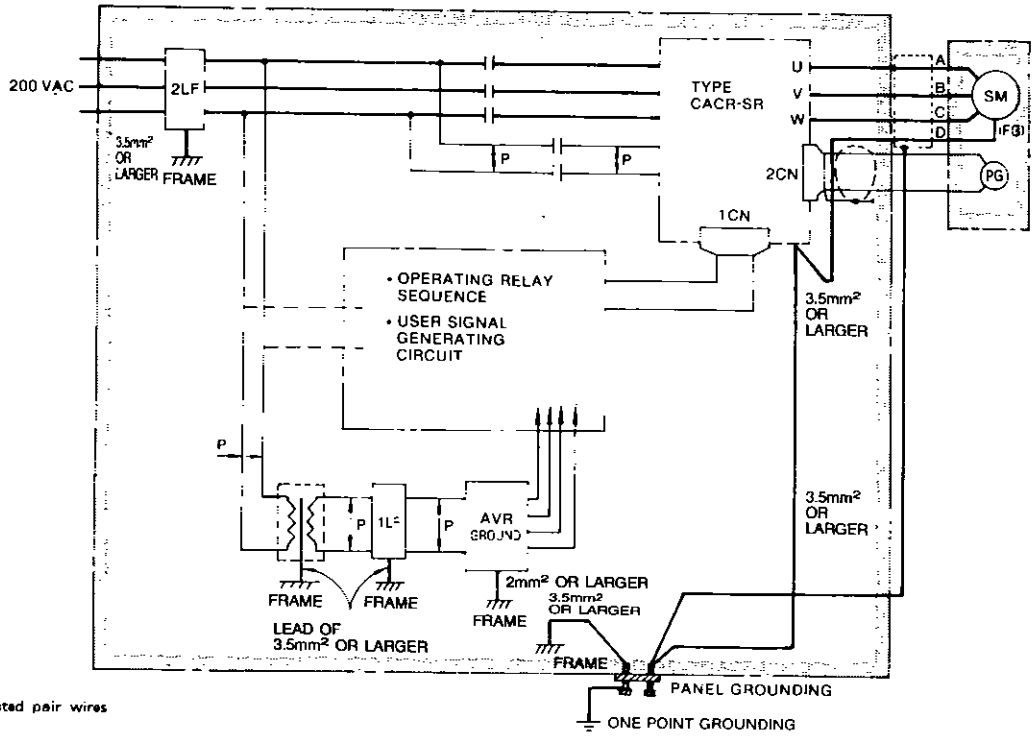 200 VAC
2LF
3.5mm²
OR
LARGER
FRAME
P
P
TYPE
CACR-SR
U
V
W
A
B
C
D
SM
(FG)
2CN
PG
1CN
• OPERATING RELAY
SEQUENCE
• USER SIGNAL
GENERATING
CIRCUIT
3.5mm²
OR
LARGER
P
P
P
AVR
GROUND
3.5mm²
OR
LARGER
FRAME
FRAME
LEAD OF
3.5mm² OR LARGER
2mm² OR LARGER
3.5mm²
OR LARGER
FRAME
FRAME
PANEL GROUNDING
ONE POINT GROUNDING
pair wires